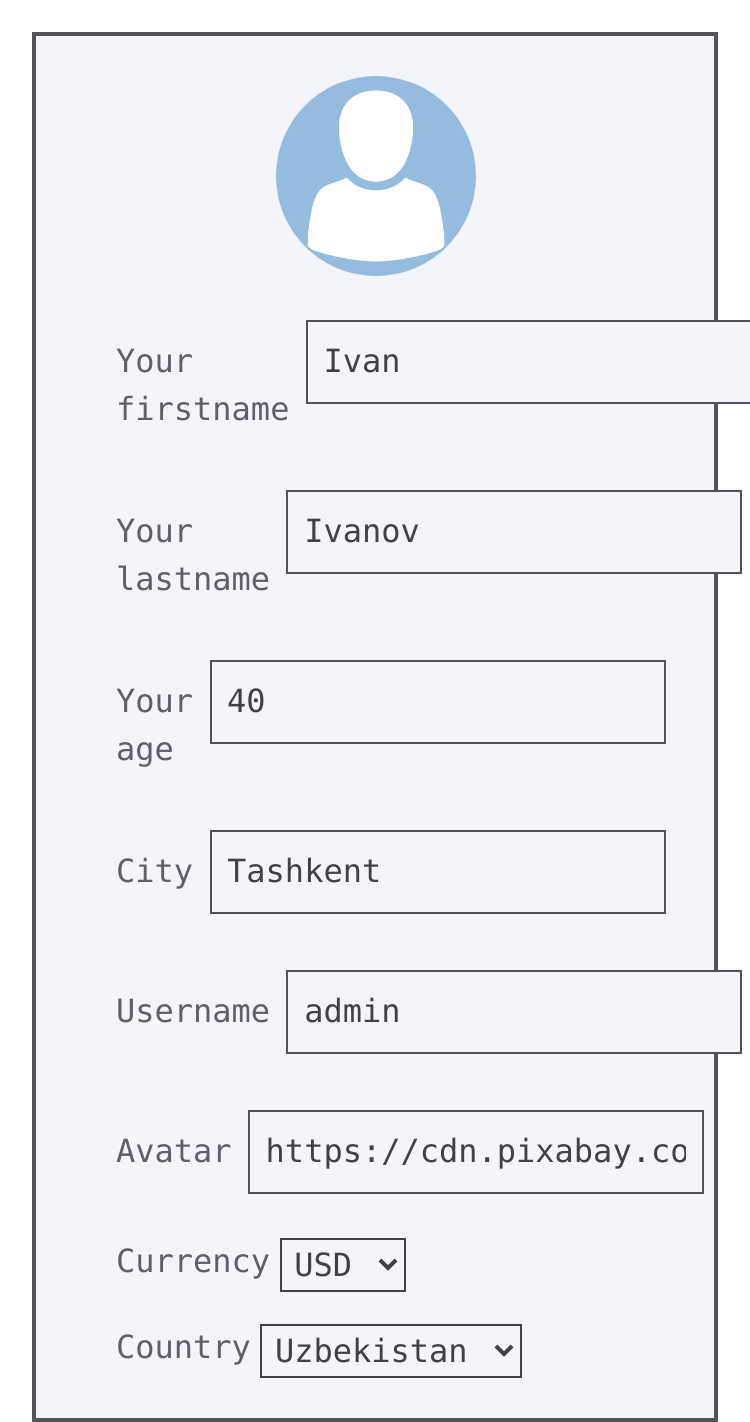 Your firstname Ivan
Your lastname Ivanov
Your age 40
City Tashkent
Username admin
Avatar https://cdn.pixabay.co
Currency USD
Country Uzbekistan